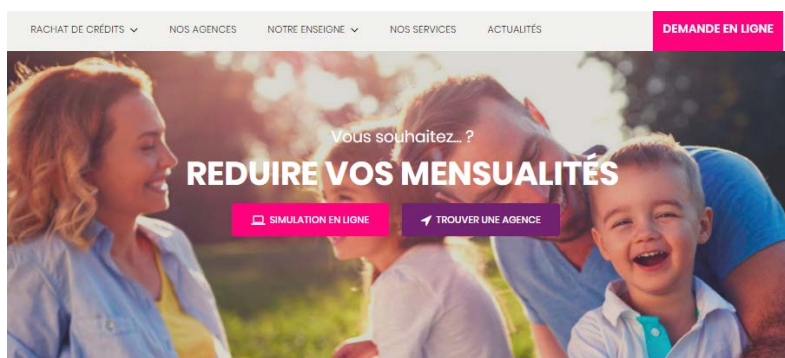 RACHAT DE CRÉDITS NOS AGENCES NOTRE ENSEIGNE NOS SERVICES ACTUALITÉS DEMANDE EN LIGNE
Vous souhaitez... ?
REDUIRE VOS MENSUALITÉS
SIMULATION EN LIGNE TROUVER UNE AGENCE